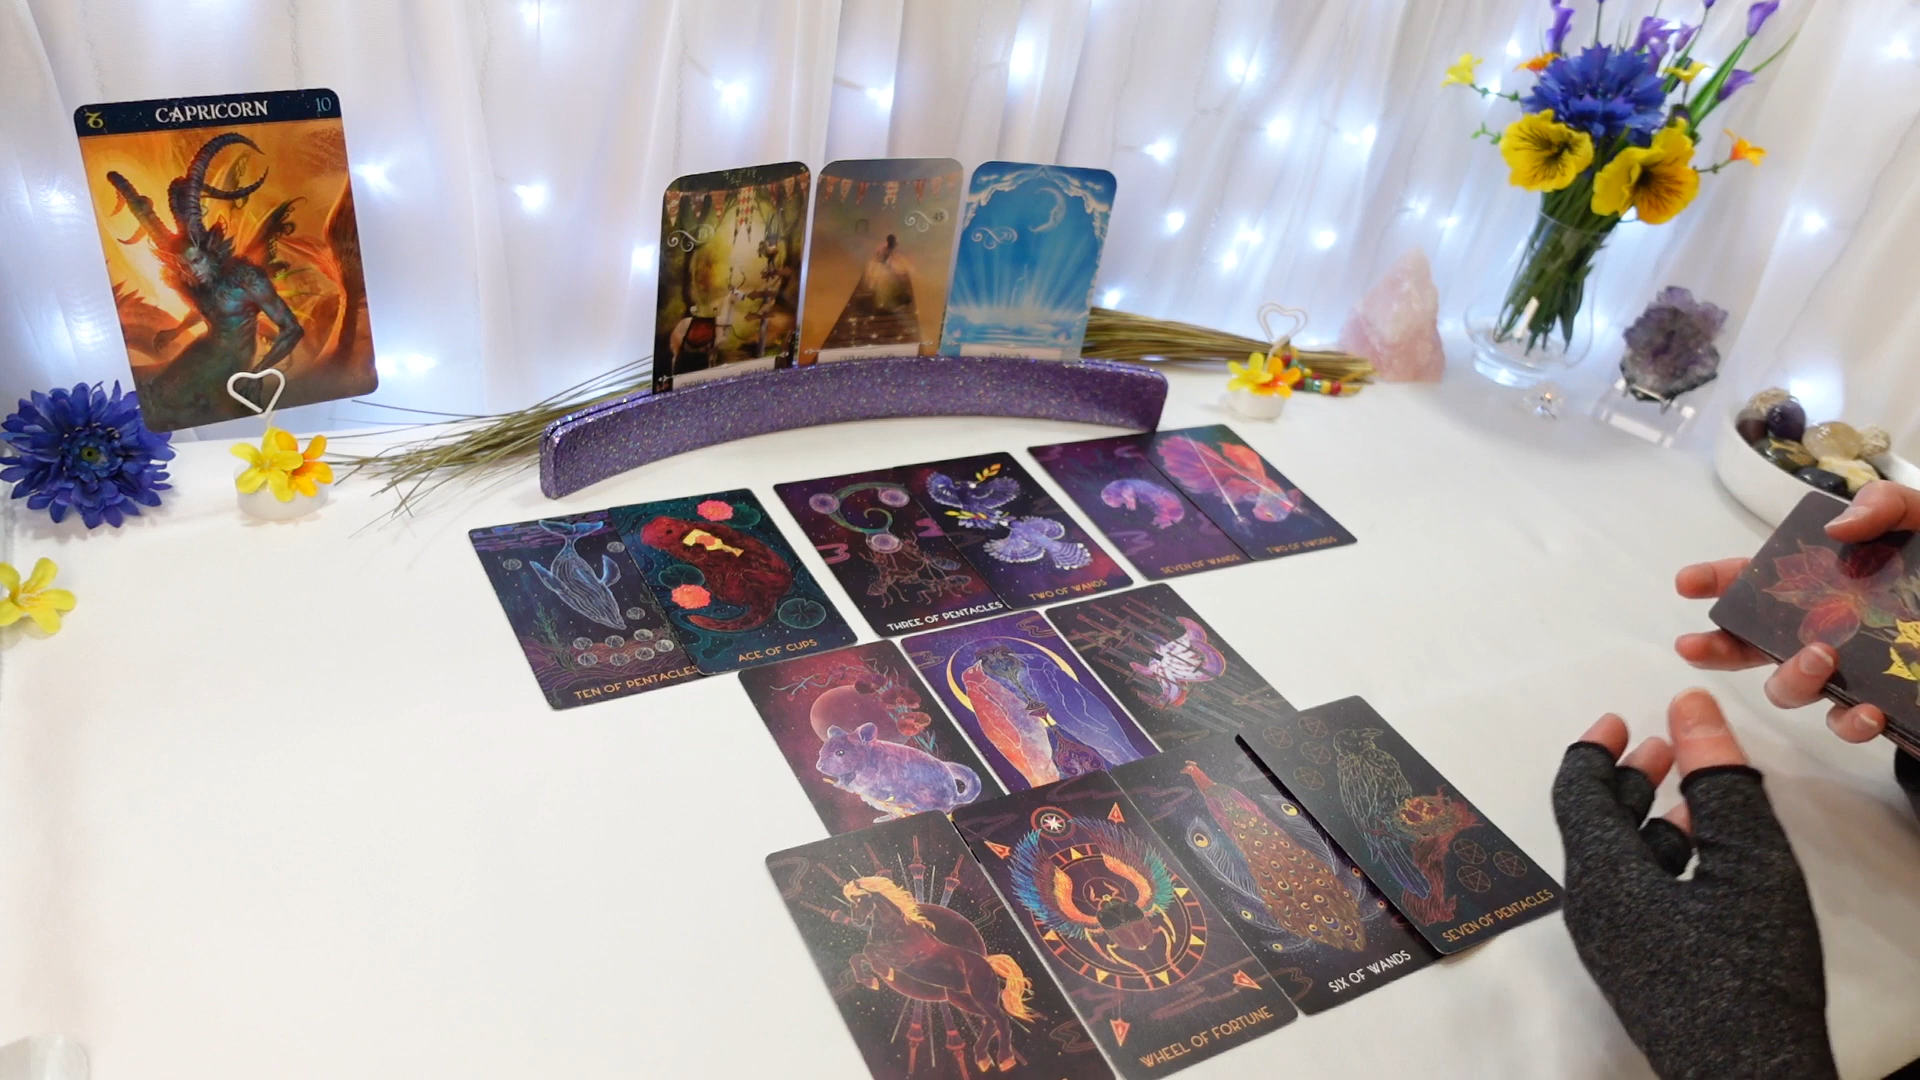 CAPRICORN 10
45
TEN OF PENTACLES
ACE OF CUPS
THREE OF PENTACLES
TWO OF WANDS
SEVEN OF WANDS
TWO OF SWORDS
WHEEL OF FORTUNE
SIX OF WANDS
SEVEN OF PENTACLES